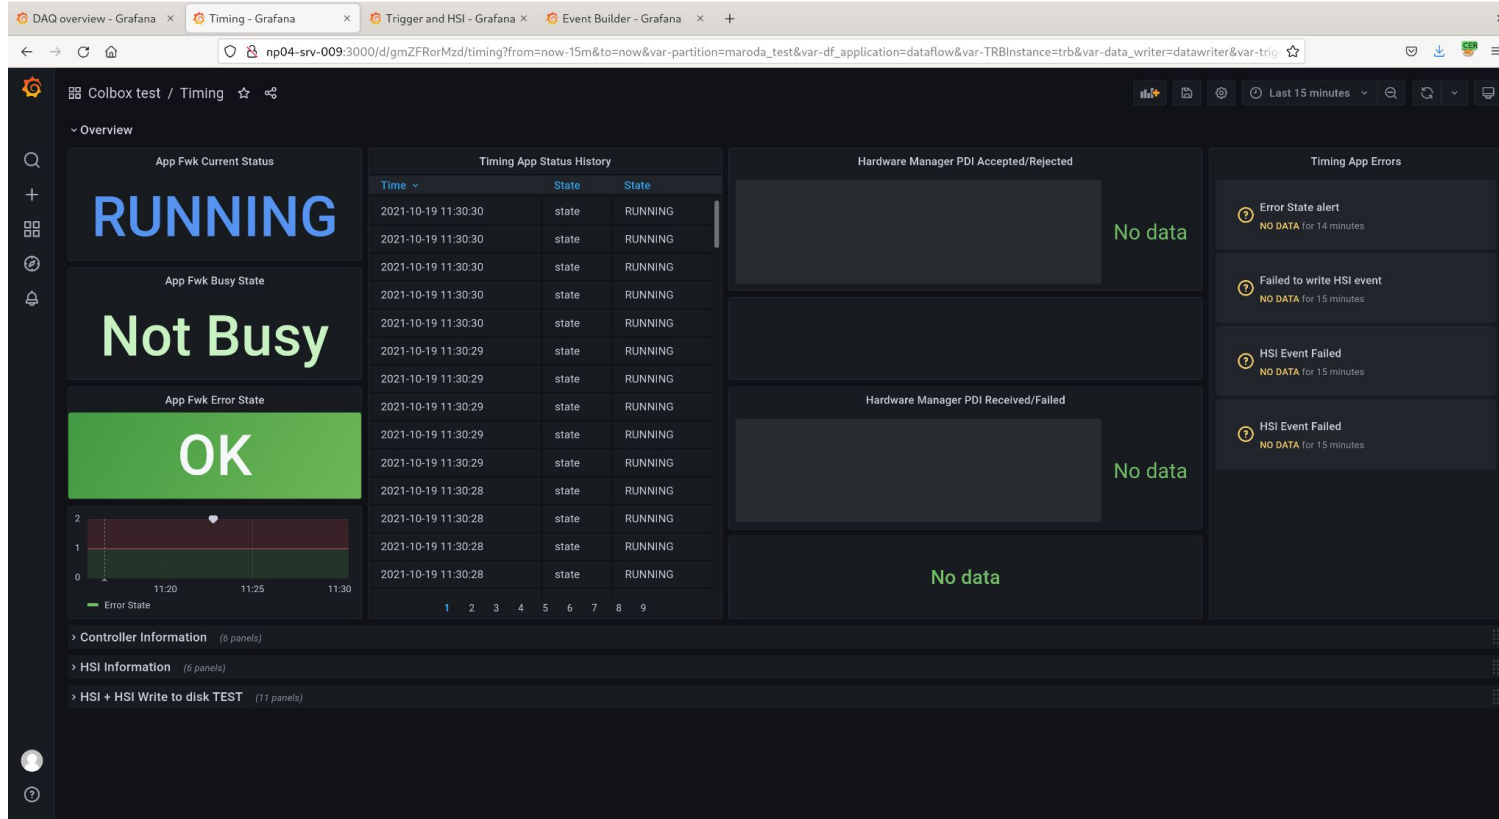 DAQ overview - Grafana × Timing - Grafana × Trigger and HSI - Grafana × Event Builder - Grafana × +
np04-srv-009:3000/d/gmZFRorMzd/timing?from=now-15m&to=now&var-partition=maroda_test&var-df_application=dataflow&var-TRBInstance=trb&var-data_writer=datawriter&var-trig
CER
Colbox test / Timing
Last 15 minutes
Overview
App Fwk Current Status
RUNNING
App Fwk Busy State
Not Busy
App Fwk Error State
OK
2
1
0
11:20 11:25 11:30
Error State
Timing App Status History
Time State State
2021-10-19 11:30:30 state RUNNING
2021-10-19 11:30:30 state RUNNING
2021-10-19 11:30:30 state RUNNING
2021-10-19 11:30:30 state RUNNING
2021-10-19 11:30:30 state RUNNING
2021-10-19 11:30:29 state RUNNING
2021-10-19 11:30:29 state RUNNING
2021-10-19 11:30:29 state RUNNING
2021-10-19 11:30:29 state RUNNING
2021-10-19 11:30:29 state RUNNING
2021-10-19 11:30:28 state RUNNING
2021-10-19 11:30:28 state RUNNING
2021-10-19 11:30:28 state RUNNING
2021-10-19 11:30:28 state RUNNING
1 2 3 4 5 6 7 8 9
Hardware Manager PDI Accepted/Rejected
No data
Hardware Manager PDI Received/Failed
No data
No data
Timing App Errors
Error State alert
NO DATA for 14 minutes
Failed to write HSI event
NO DATA for 15 minutes
HSI Event Failed
NO DATA for 15 minutes
HSI Event Failed
NO DATA for 15 minutes
Controller Information (6 panels)
HSI Information (6 panels)
HSI + HSI Write to disk TEST (11 panels)